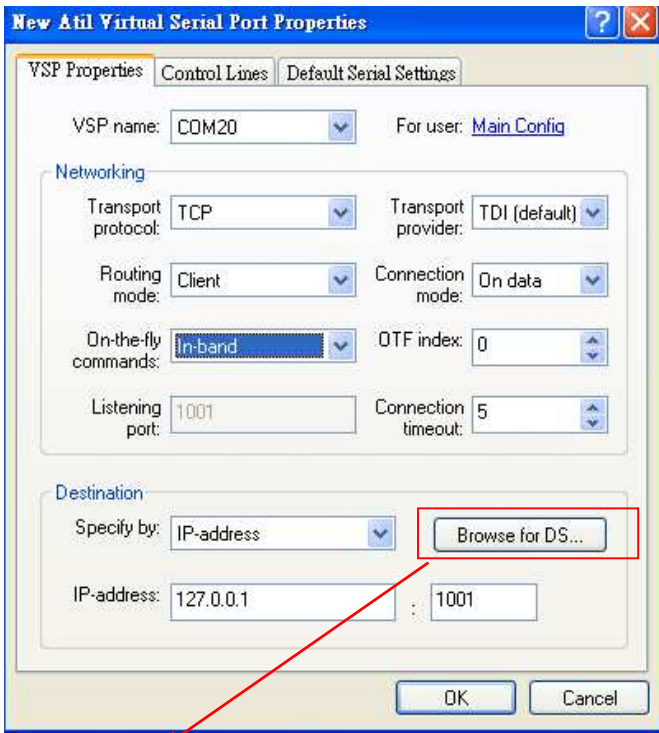 New Atil Virtual Serial Port Properties
VSP Properties Control Lines Default Serial Settings
VSP name: COM20 For user: Main Config
Networking
Transport protocol: TCP Transport provider: TDI (default)
Routing mode: Client Connection mode: On data
On-the-fly commands: In-band OTF index: 0
Listening port: 1001 Connection timeout: 5
Destination
Specify by: IP-address Browse for DS...
IP-address: 127.0.0.1 : 1001
OK Cancel